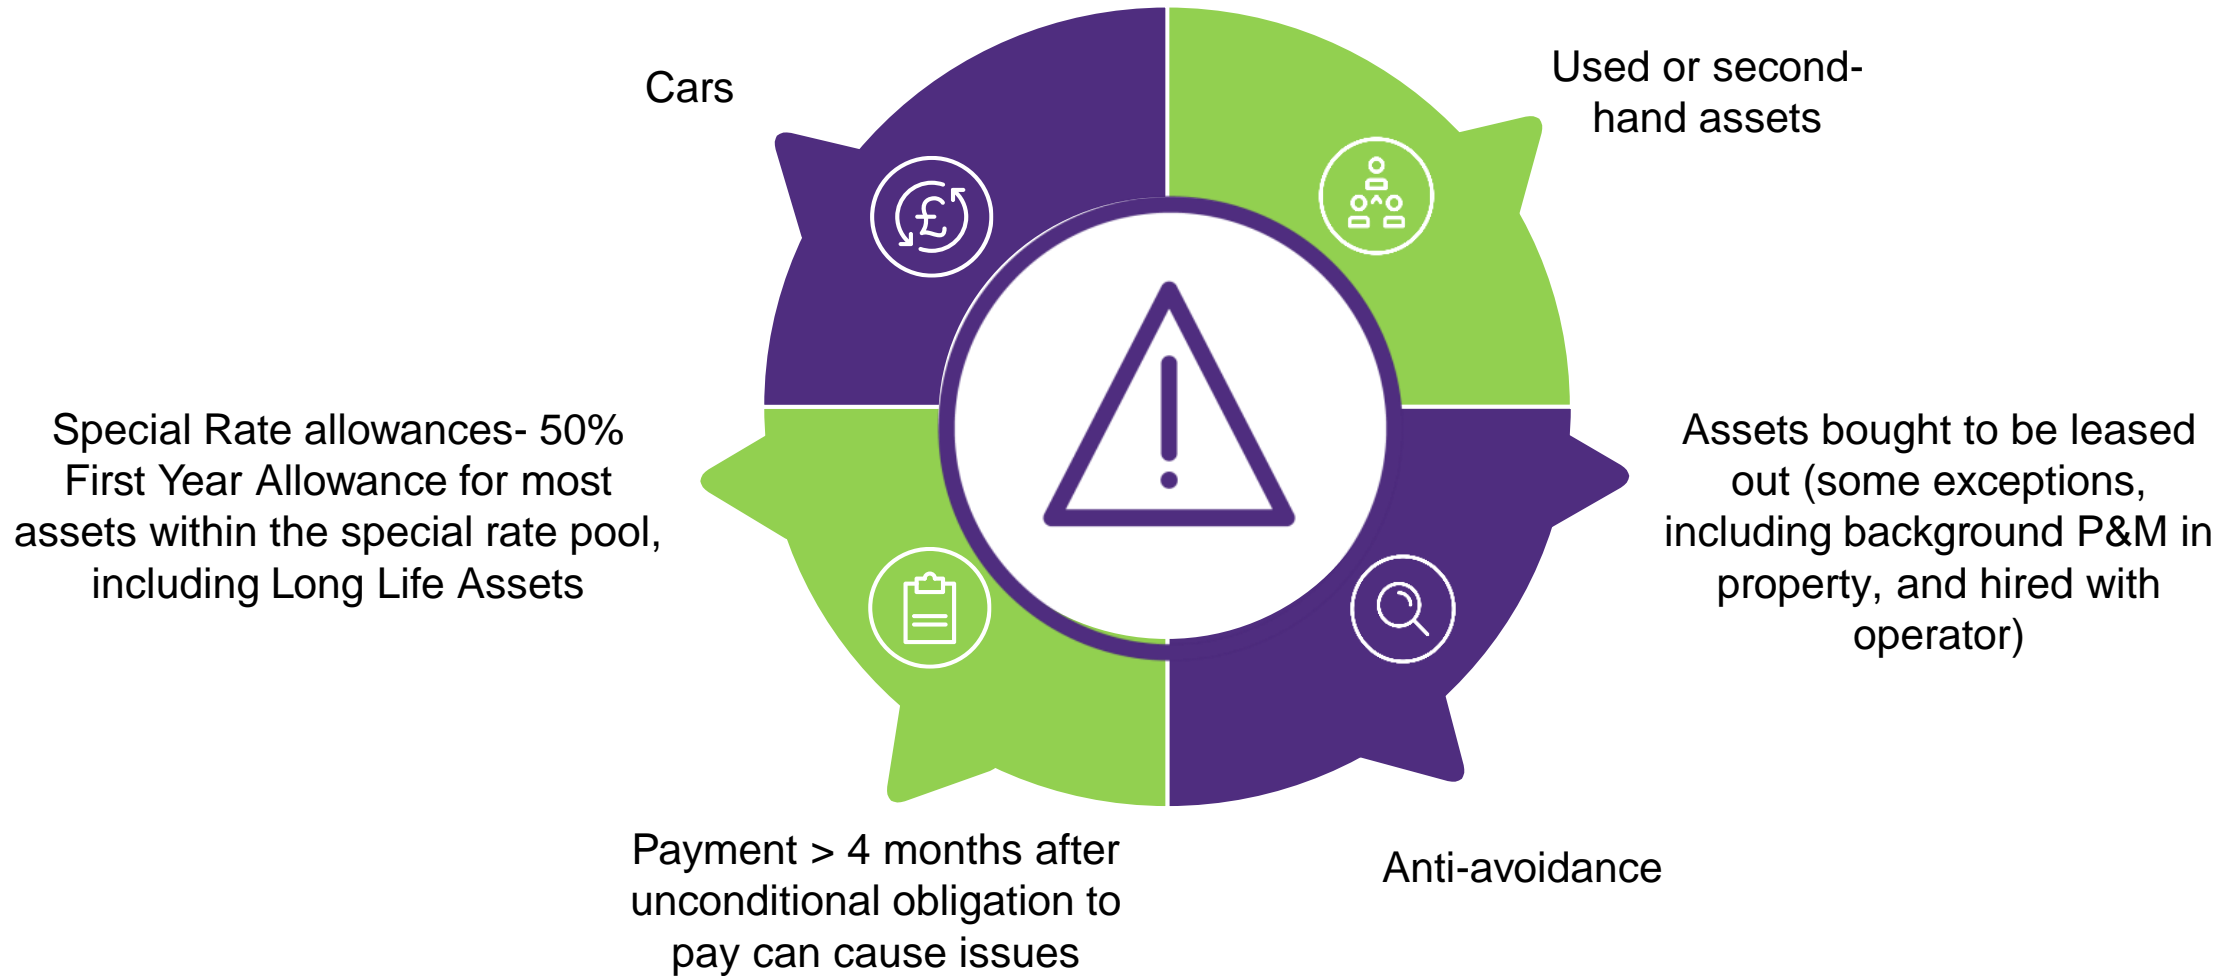 Cars
Used or second-
hand assets
Special Rate allowances- 50%
First Year Allowance for most
assets within the special rate pool,
including Long Life Assets
Assets bought to be leased
out (some exceptions,
including background P&M in
property, and hired with
operator)
Payment > 4 months after
unconditional obligation to
pay can cause issues
Anti-avoidance